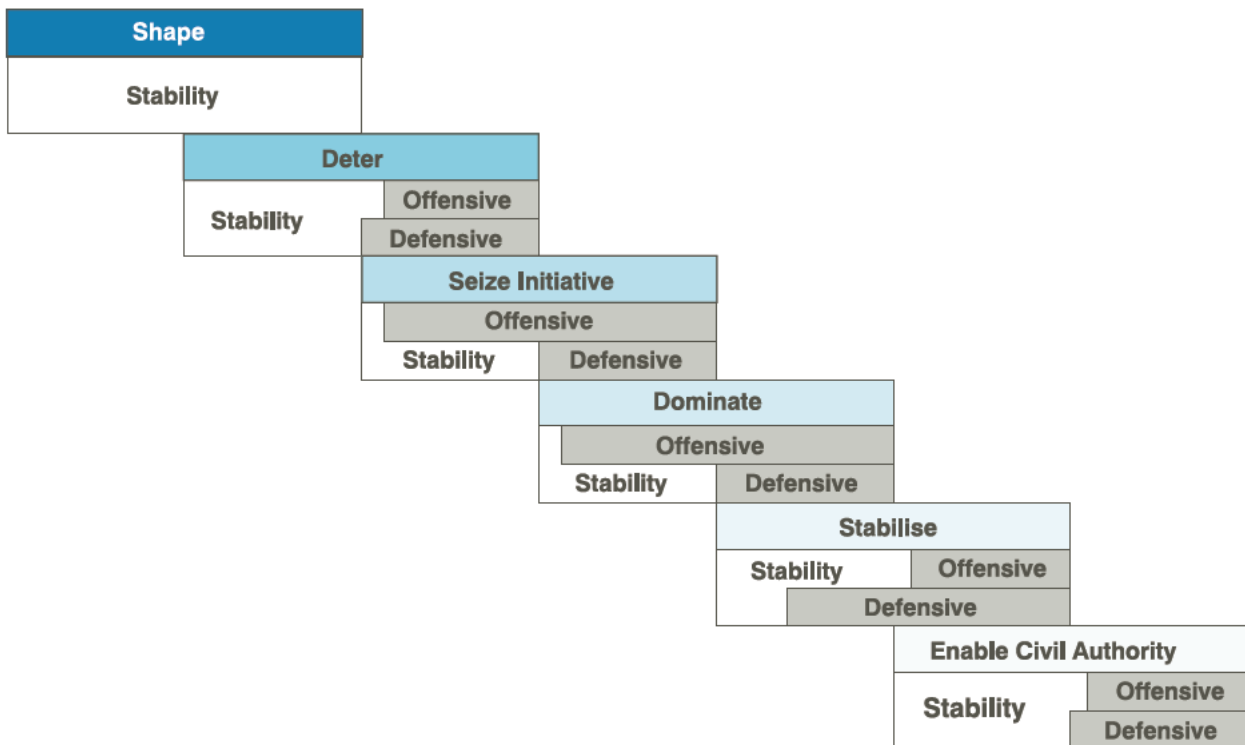 Shape
Stability
Deter
Offensive
Stability
Defensive
Seize Initiative
Offensive
Stability
Defensive
Dominate
Offensive
Stability
Defensive
Stabilise
Stability
Offensive
Defensive
Enable Civil Authority
Offensive
Stability
Defensive